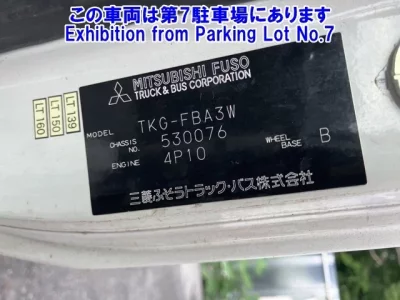 この車両は第7駐車場にあります
Exhibition from Parking Lot No.7
MITSUBISHI FUSO
TRUCK & BUS CORPORATION
MODEL TKG-FBA3W
CHASSIS NO. 530076
WHEEL BASE B
ENGINE 4P10
三菱ふそうトラック・バス株式会社
LT 160
LT 150
LT 139